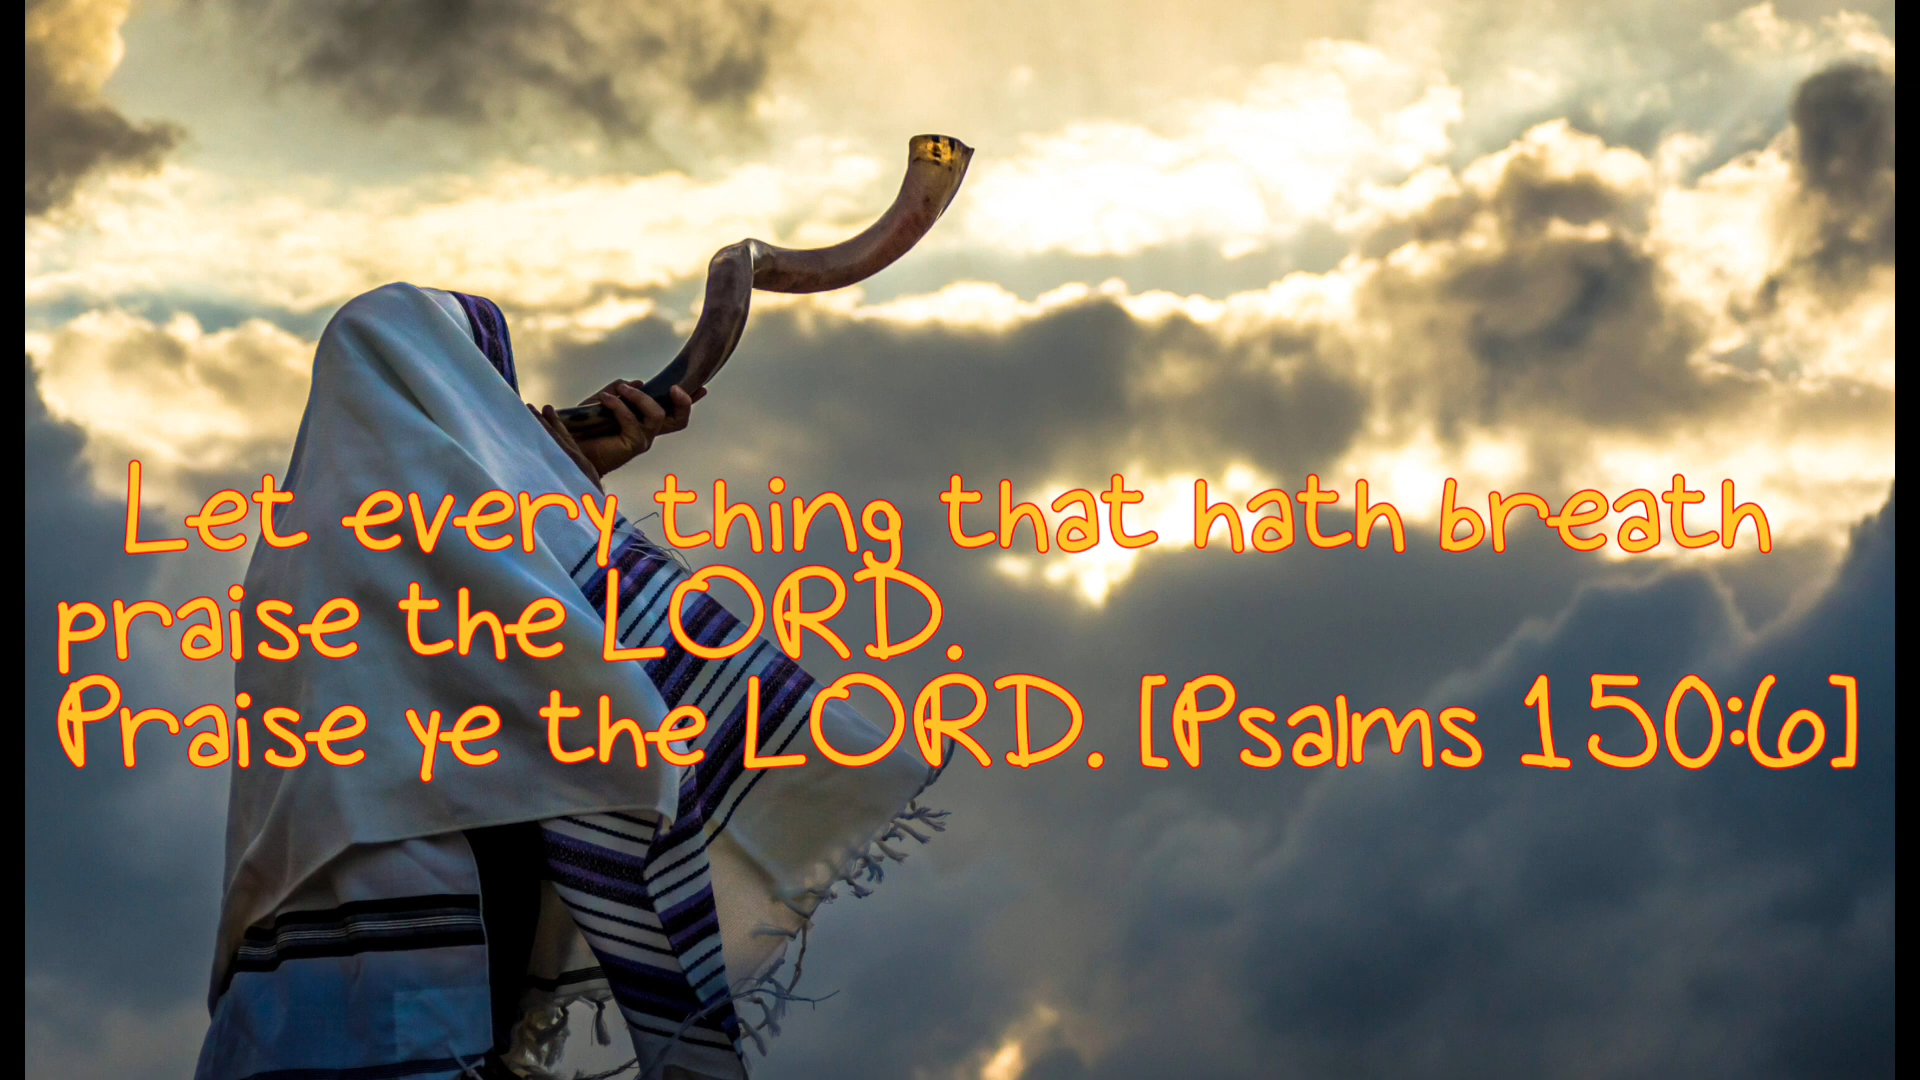 Let every thing that hath breath
praise the LORD.
Praise ye the LORD. [Psalms 150:6]